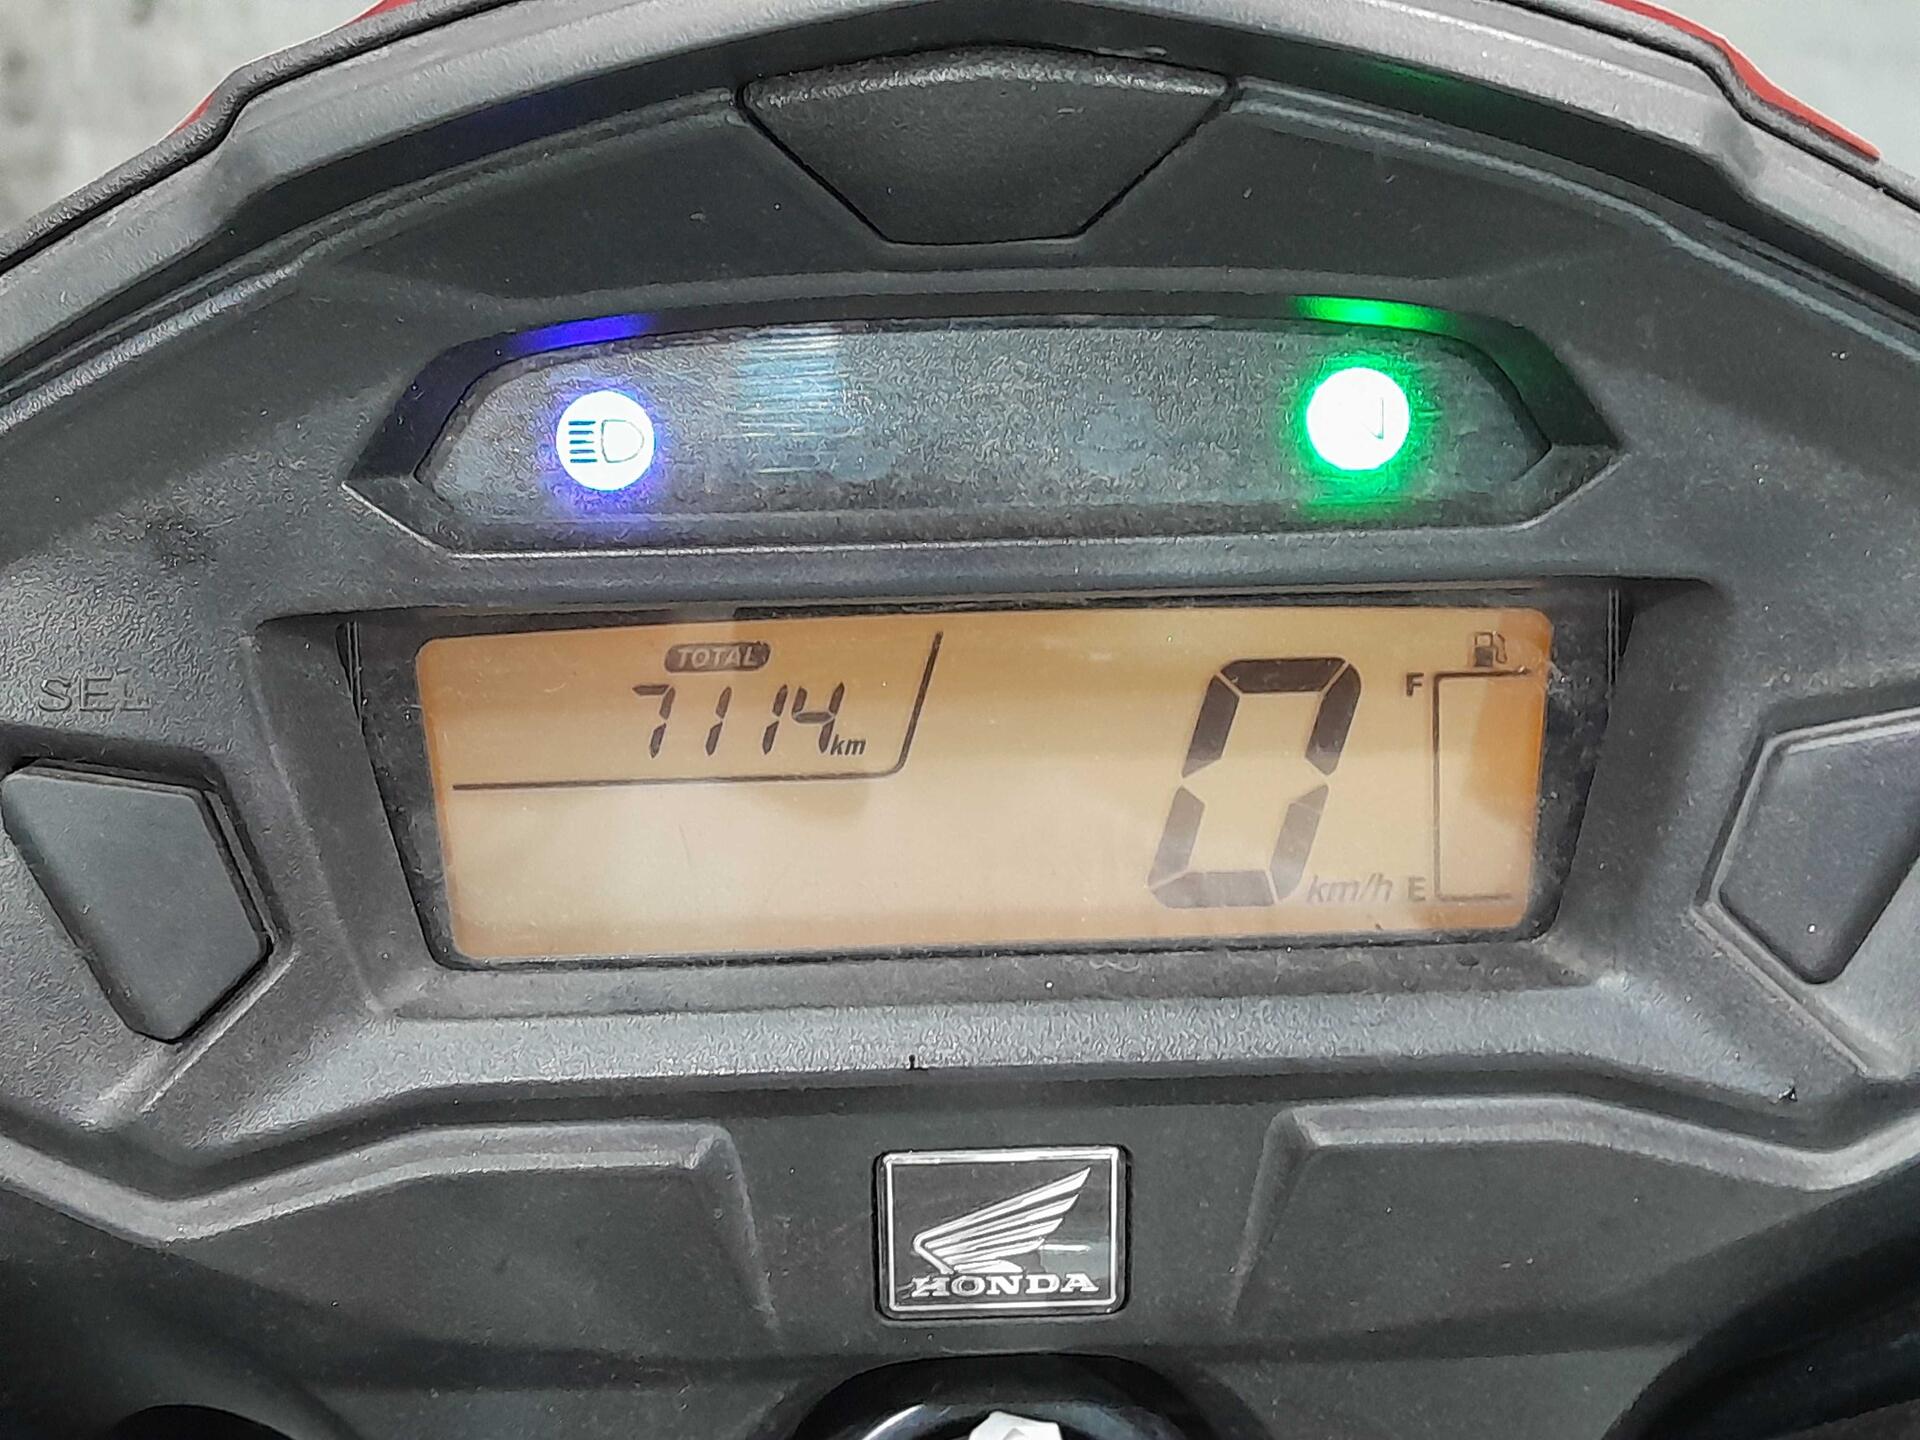 SEL
TOTAL
7114 km
0 km/h
F
E
N
HONDA